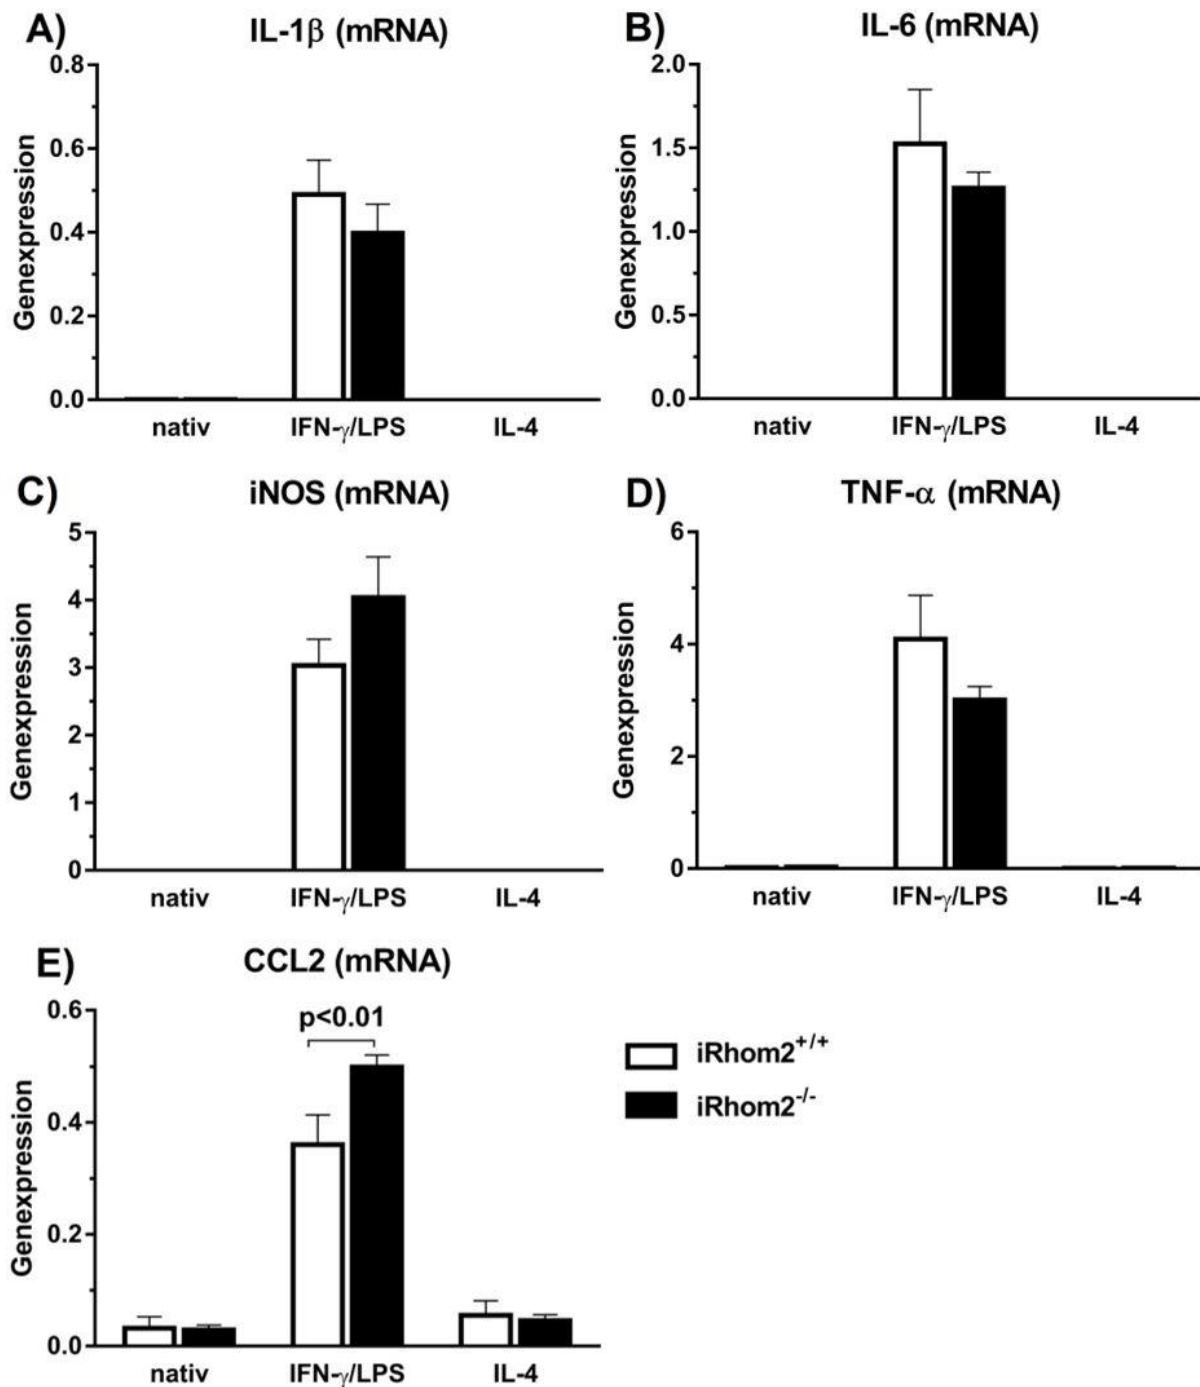 A)
IL-1β (mRNA)
Genexpression
0.8
0.6
0.4
0.2
0.0
nativ IFN-γ/LPS IL-4
B)
IL-6 (mRNA)
Genexpression
2.0
1.5
1.0
0.5
0.0
nativ IFN-γ/LPS IL-4
C)
iNOS (mRNA)
Genexpression
5
4
3
2
1
0
nativ IFN-γ/LPS IL-4
D)
TNF-α (mRNA)
Genexpression
6
4
2
0
nativ IFN-γ/LPS IL-4
E)
CCL2 (mRNA)
Genexpression
0.6
0.4
0.2
0.0
p<0.01
nativ IFN-γ/LPS IL-4
iRhom2+/+
iRhom2-/-